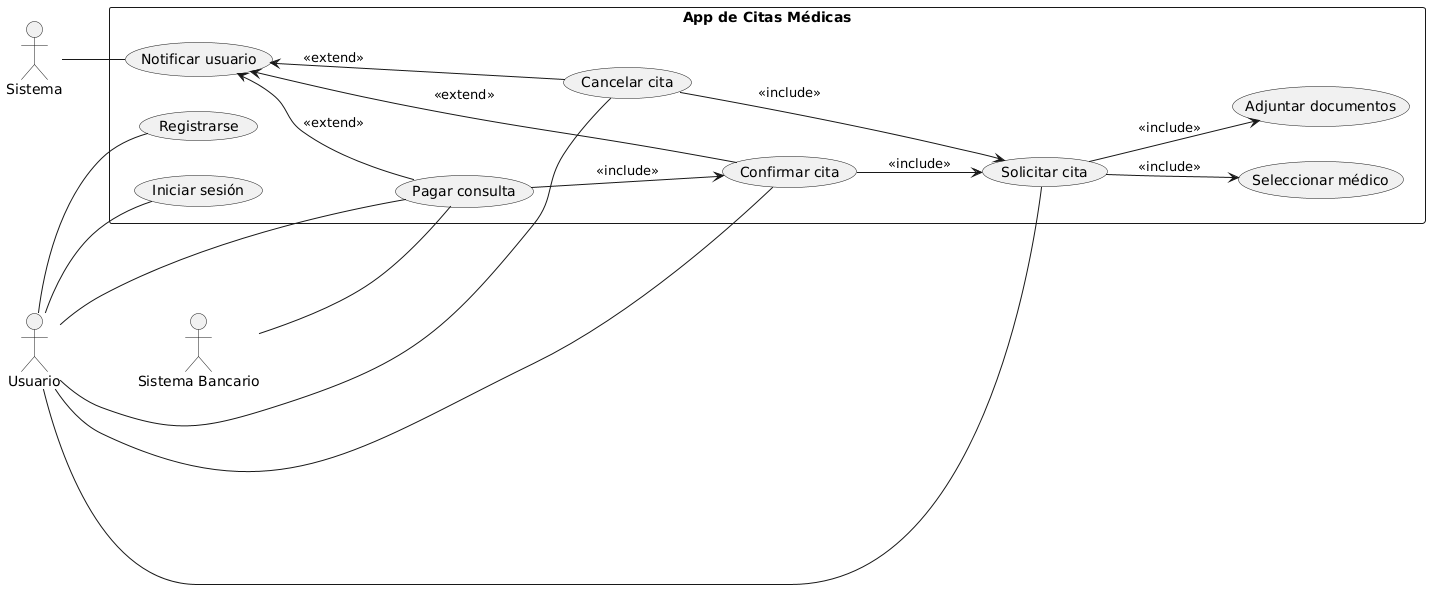 App de Citas Médicas
Sistema
Notificar usuario
«extend»
Cancelar cita
«extend»
«include»
Adjuntar documentos
Registrarse
«extend»
«include»
Iniciar sesión
Pagar consulta
«include»
Confirmar cita
«include»
Solicitar cita
«include»
Seleccionar médico
Usuario
Sistema Bancario